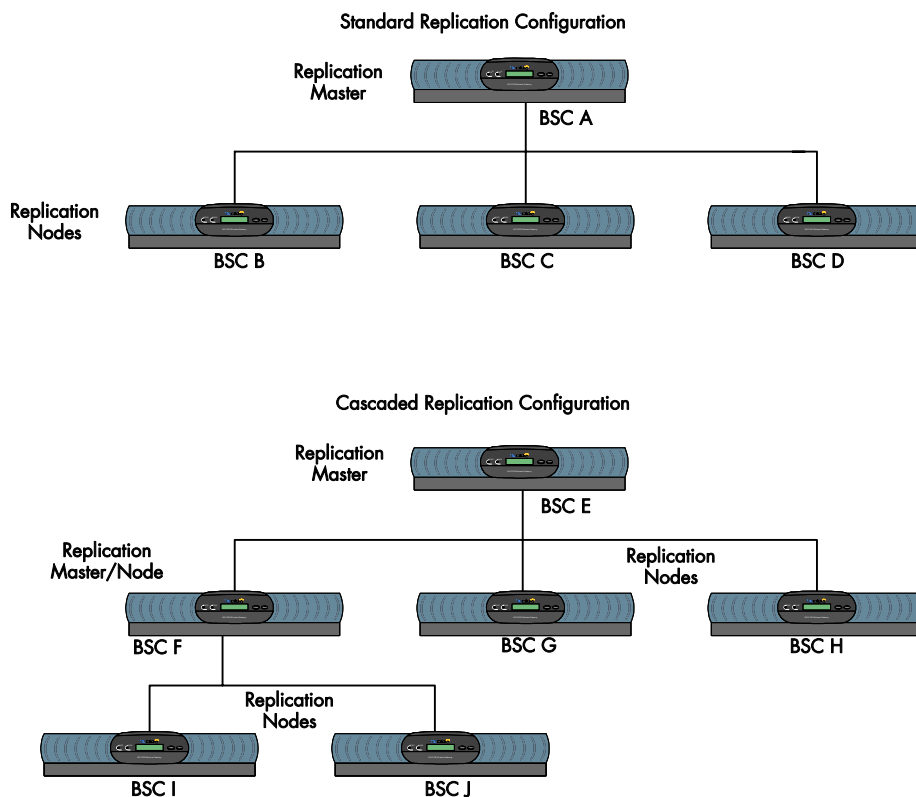 Standard Replication Configuration
Replication
Master
BSC A
Replication
Nodes
BSC B
BSC C
BSC D
Cascaded Replication Configuration
Replication
Master
BSC E
Replication
Master/Node
Replication
Nodes
BSC F
BSC G
BSC H
Replication
Nodes
BSC I
BSC J